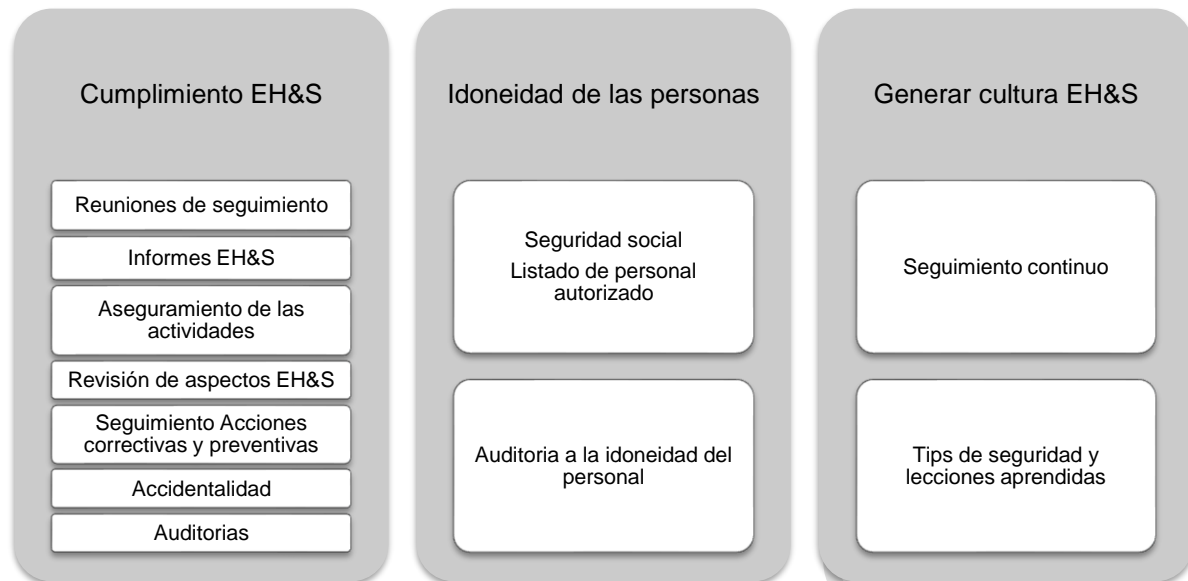 Cumplimiento EH&S
Reuniones de seguimiento
Informes EH&S
Aseguramiento de las
actividades
Revisión de aspectos EH&S
Seguimiento Acciones
correctivas y preventivas
Accidentalidad
Auditorias
Idoneidad de las personas
Seguridad social
Listado de personal
autorizado
Auditoria a la idoneidad del
personal
Generar cultura EH&S
Seguimiento continuo
Tips de seguridad y
lecciones aprendidas